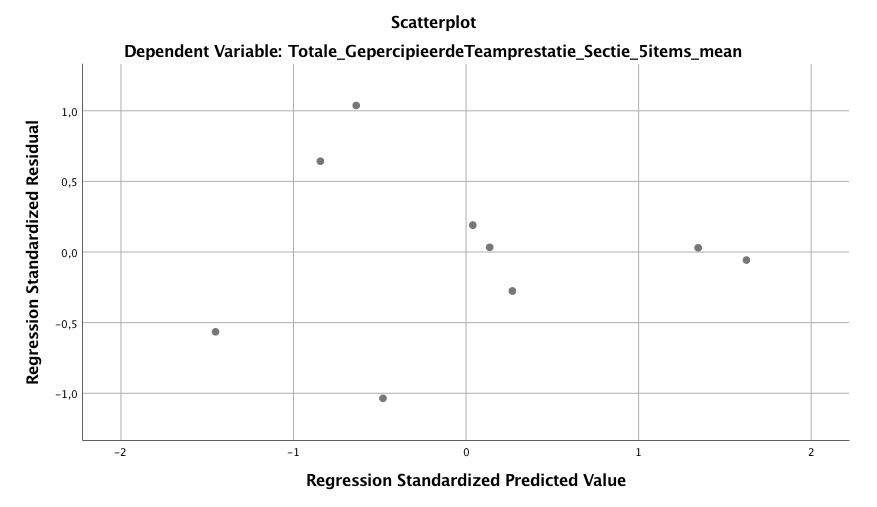 Scatterplot
Dependent Variable: Totale_GepercipieerdeTeamprestatie_Sectie_5items_mean
Regression Standardized Residual
1,0
0,5
0,0
-0,5
-1,0
-2
-1
0
1
2
Regression Standardized Predicted Value